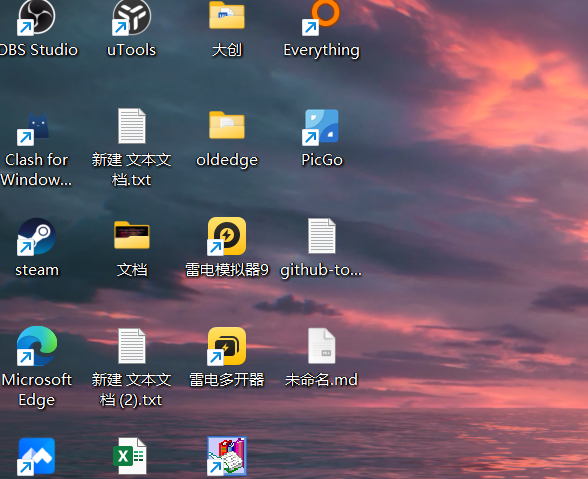 OBS Studio
uTools
大创
Everything
Clash for
Window...
新建 文本文
档.txt
oldedge
PicGo
steam
文档
雷电模拟器9
github-to...
Microsoft
Edge
新建 文本文
档 (2).txt
雷电多开器
未命名.md